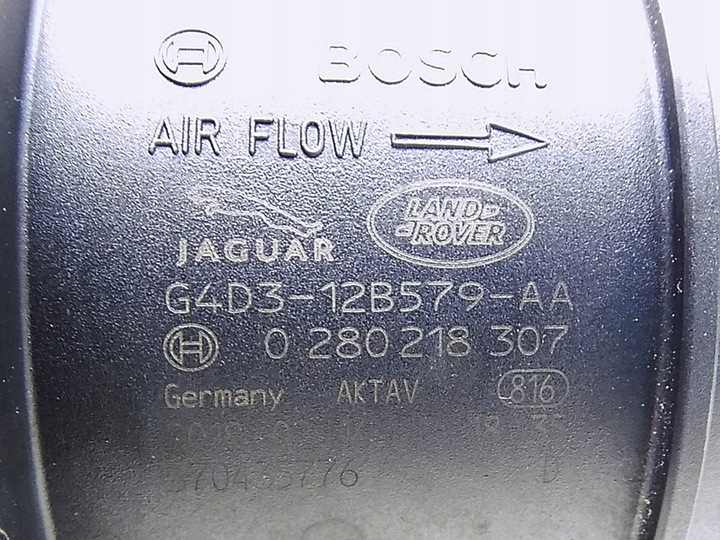 BOSCH
AIR FLOW
JAGUAR
LAND
ROVER
G4D3-12B579-AA
0 280 218 307
Germany AKTAV 816
D